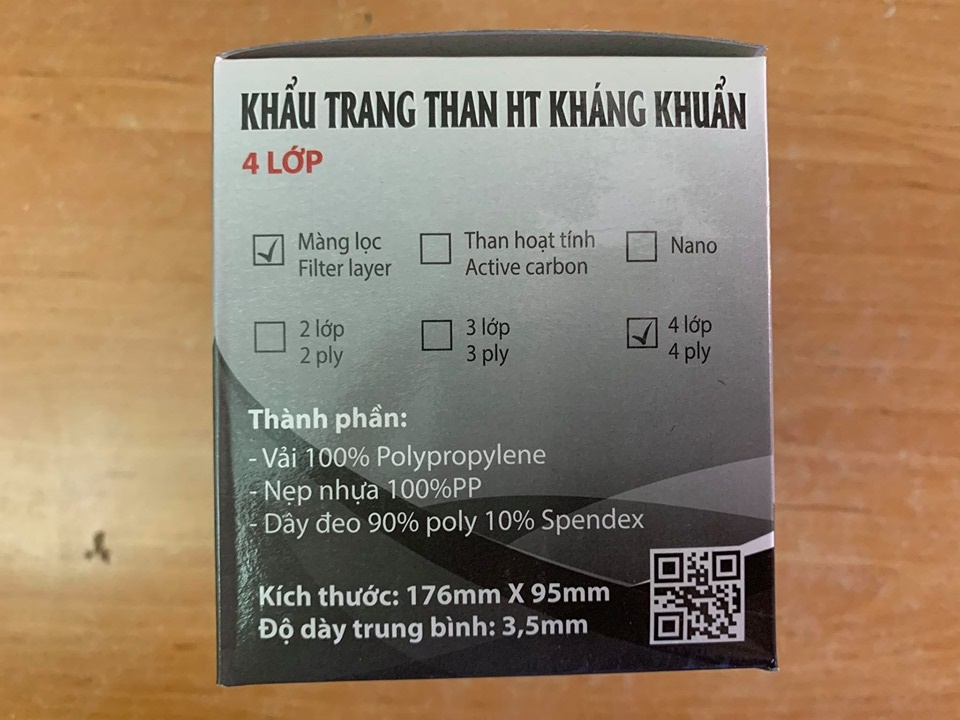 KHẨU TRANG THAN HT KHÁNG KHUẨN
4 LỚP
Màng lọc
Filter layer
Than hoạt tính
Active carbon
Nano
2 lớp
2 ply
3 lớp
3 ply
4 lớp
4 ply
Thành phần:
- Vải 100% Polypropylene
- Nẹp nhựa 100%PP
- Dây đeo 90% poly 10% Spendex
Kích thước: 176mm X 95mm
Độ dày trung bình: 3,5mm